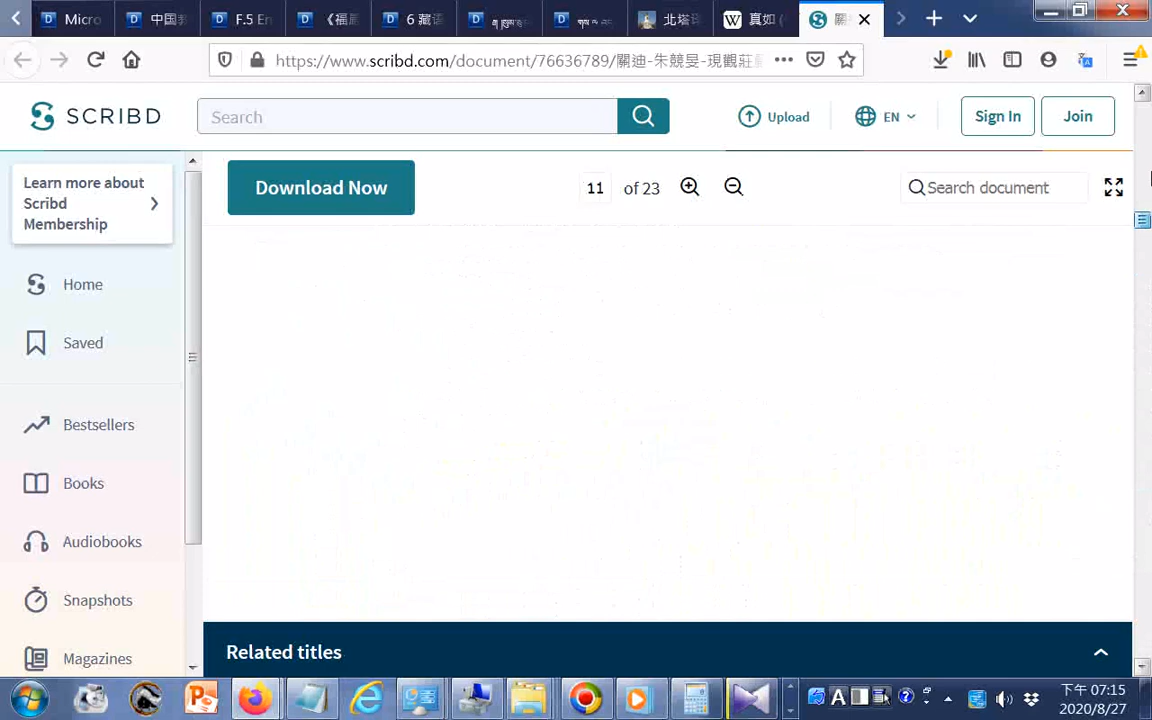 Micro
中国
F.5 En
《福
6 藏语
北塔
真如 (
https://www.scribd.com/document/76636789/關迪-朱競旻-現觀莊
SCRIBD
Search
Upload
EN
Sign In
Join
Learn more about
Scribd
Membership
Download Now
11
of 23
Search document
Home
Saved
Bestsellers
Books
Audiobooks
Snapshots
Magazines
Related titles
下午 07:15
2020/8/27